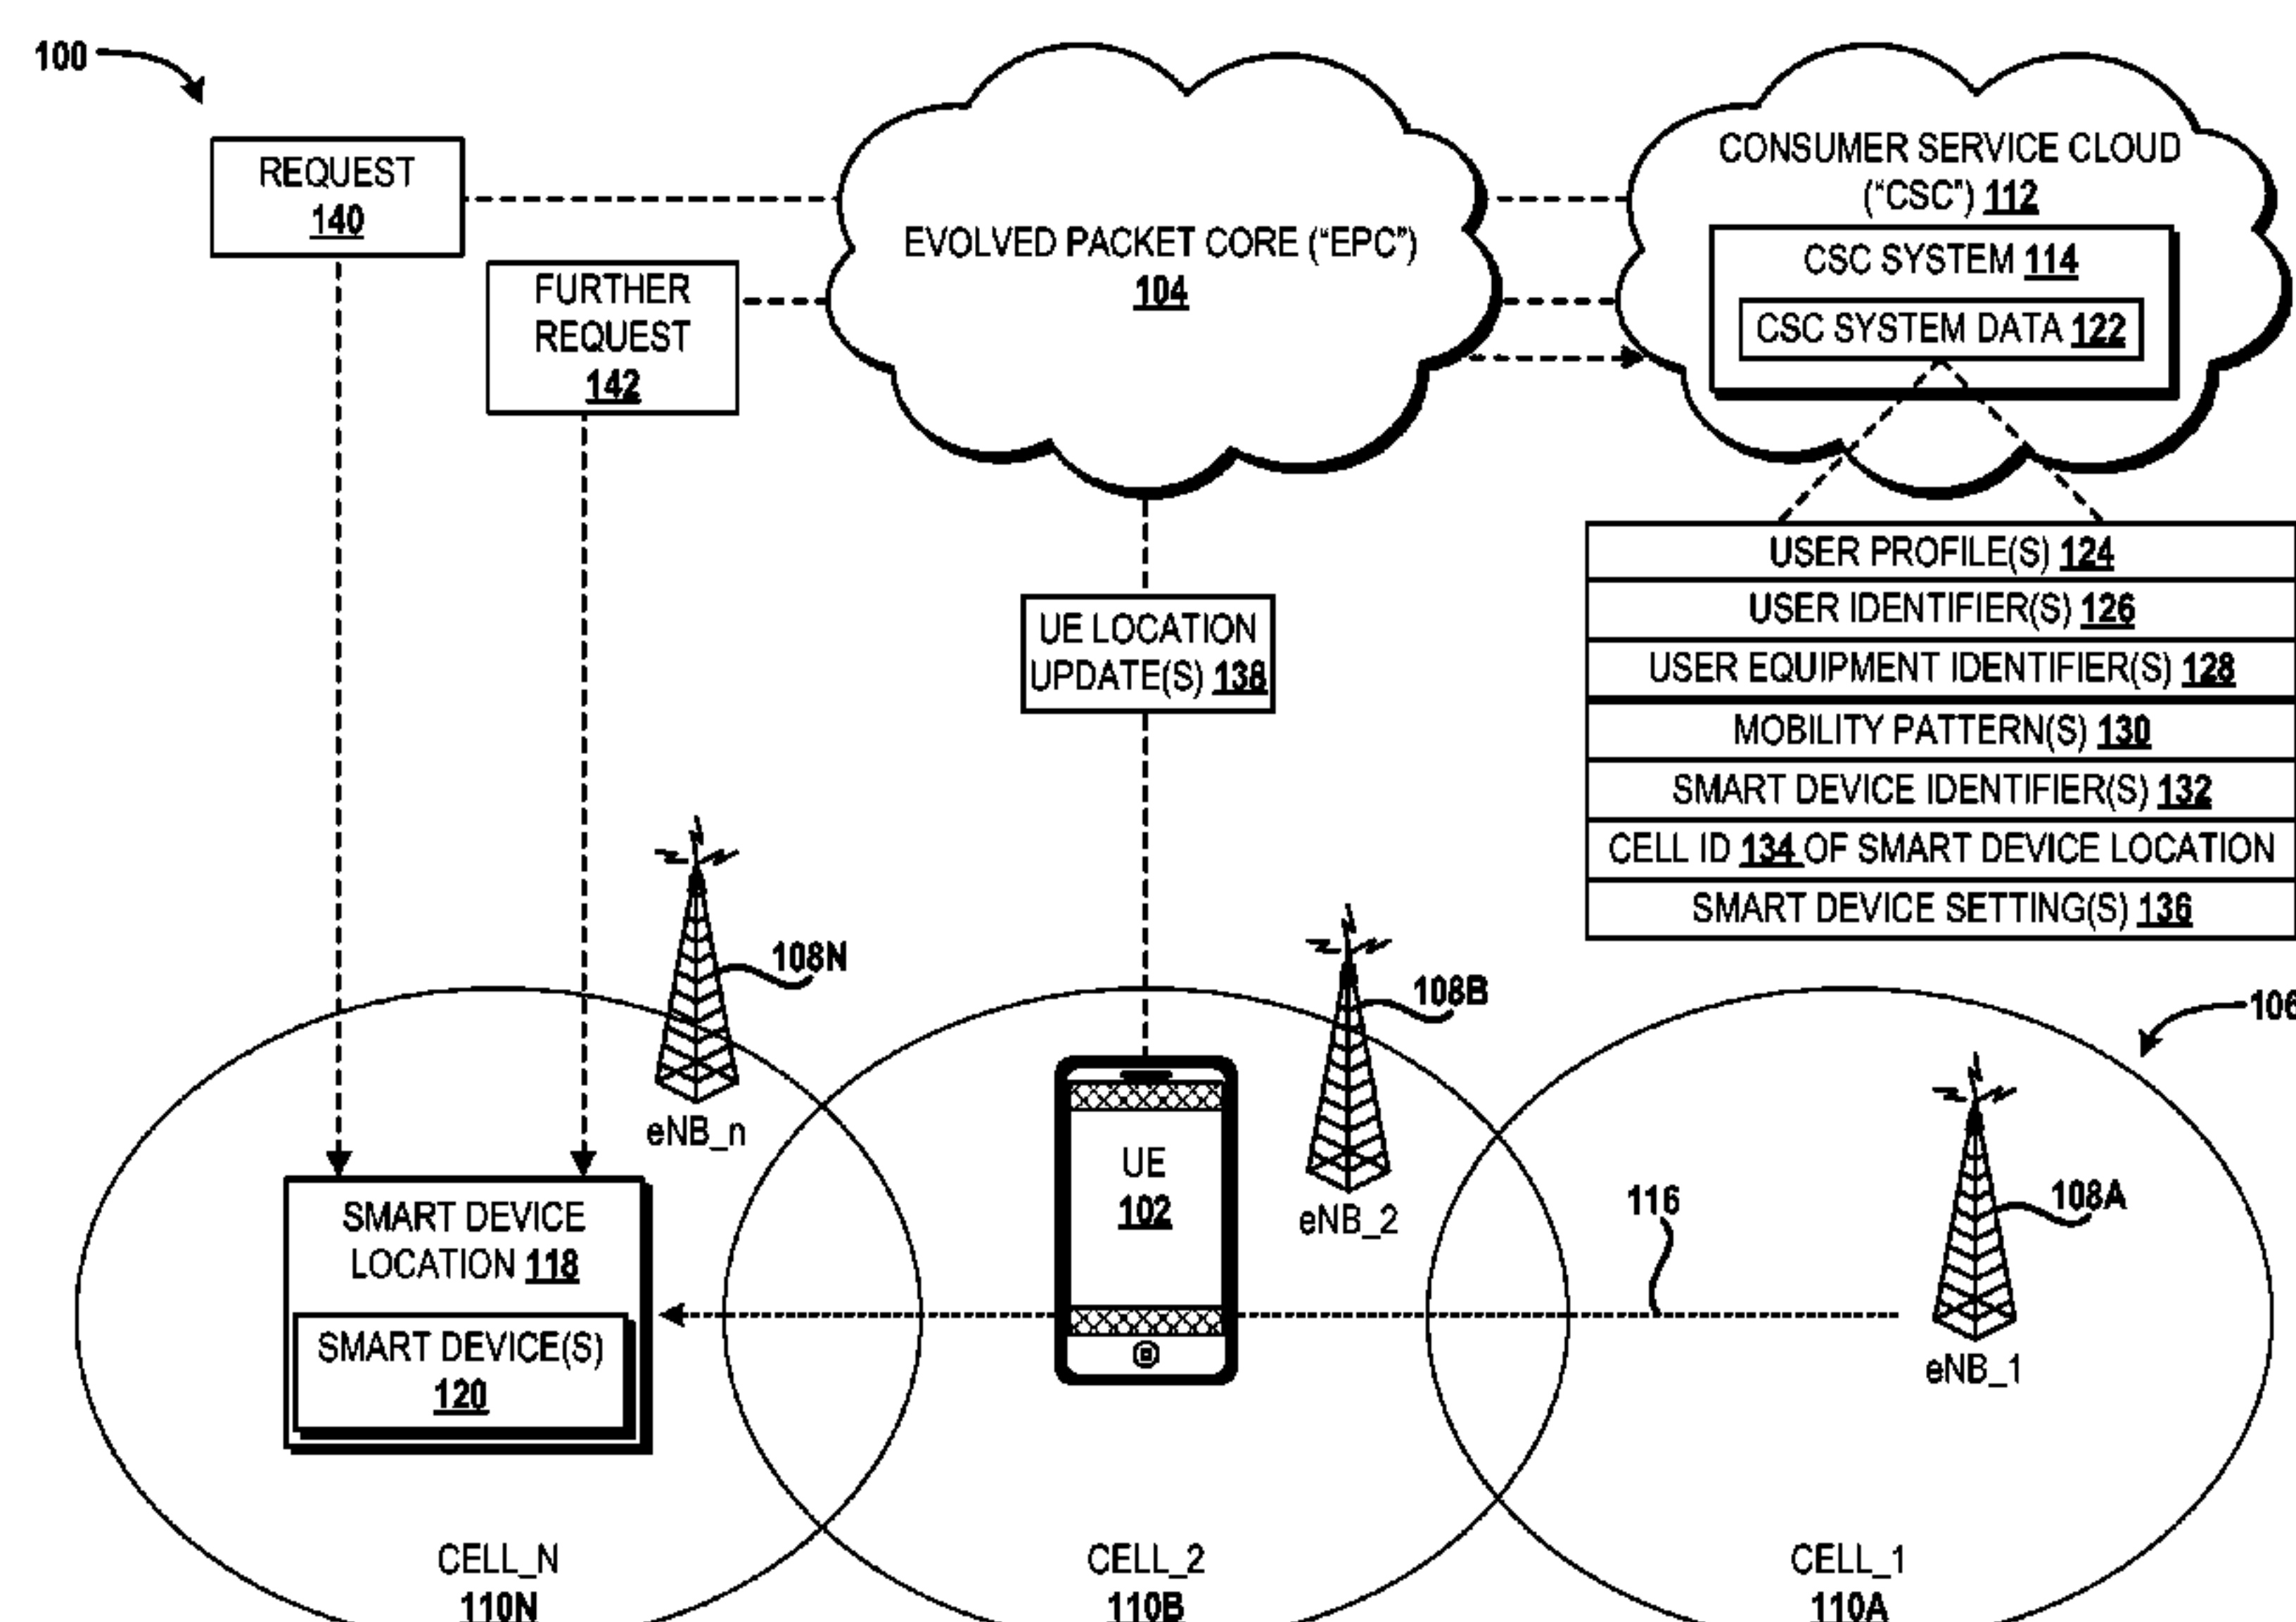 100
REQUEST
140
FURTHER
REQUEST
142
EVOLVED PACKET CORE ("EPC")
104
CONSUMER SERVICE CLOUD
("CSC") 112
CSC SYSTEM 114
CSC SYSTEM DATA 122
USER PROFILE(S) 124
USER IDENTIFIER(S) 126
USER EQUIPMENT IDENTIFIER(S) 128
MOBILITY PATTERN(S) 130
SMART DEVICE IDENTIFIER(S) 132
CELL ID 134 OF SMART DEVICE LOCATION
SMART DEVICE SETTING(S) 136
UE LOCATION
UPDATE(S) 138
108N
eNB_n
108B
eNB_2
106
108A
eNB_1
116
UE
102
SMART DEVICE
LOCATION 118
SMART DEVICE(S)
120
CELL_N
110N
CELL_2
110B
CELL_1
110A